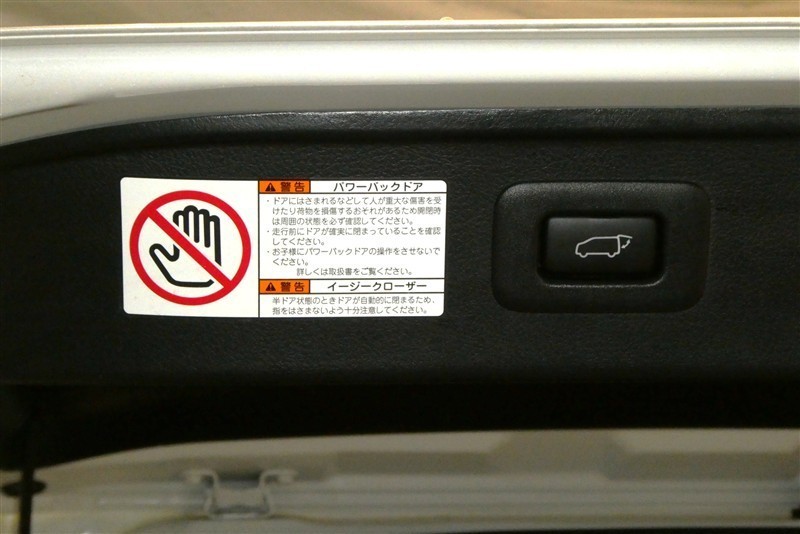 警告 パワーバックドア
・ドアにはさまれるなどして人が重大な傷害を受
けたり荷物を損傷するおそれがあるため開閉時
は周囲の状態を必ず確認してください。
・走行前にドアが確実に閉まっていることを確認
してください。
・お子様にパワーバックドアの操作をさせないで
ください。
詳しくは取扱書をご覧ください。
警告 イージークローザー
半ドア状態のときドアが自動的に閉まるため、
指をはさまないよう十分注意してください。